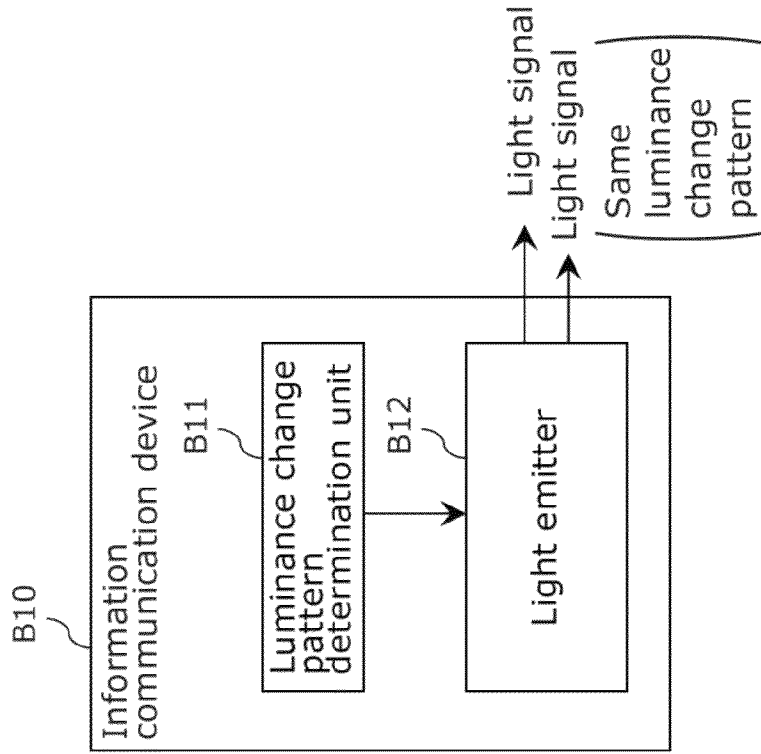 B10
Information
communication device
B11
Luminance change
pattern
determination unit
B12
Light emitter
Light signal
Light signal
Same
luminance
change
pattern